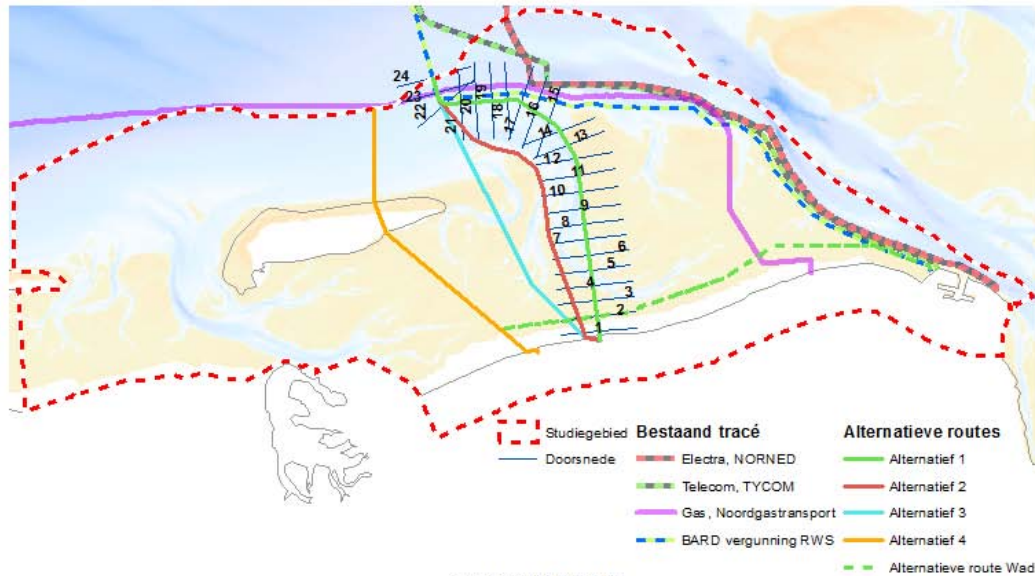 24
23
22
21
20
19
18
17
16
15
14
13
12
11
10
9
8
7
6
5
4
3
2
1
Studiegebied
Doorsnede
Bestaand tracé
Electra, NORNED
Telecom, TYCOM
Gas, Noordgastransport
BARD vergunning RWS
Alternatieve routes
Alternatief 1
Alternatief 2
Alternatief 3
Alternatief 4
Alternatieve route Wad